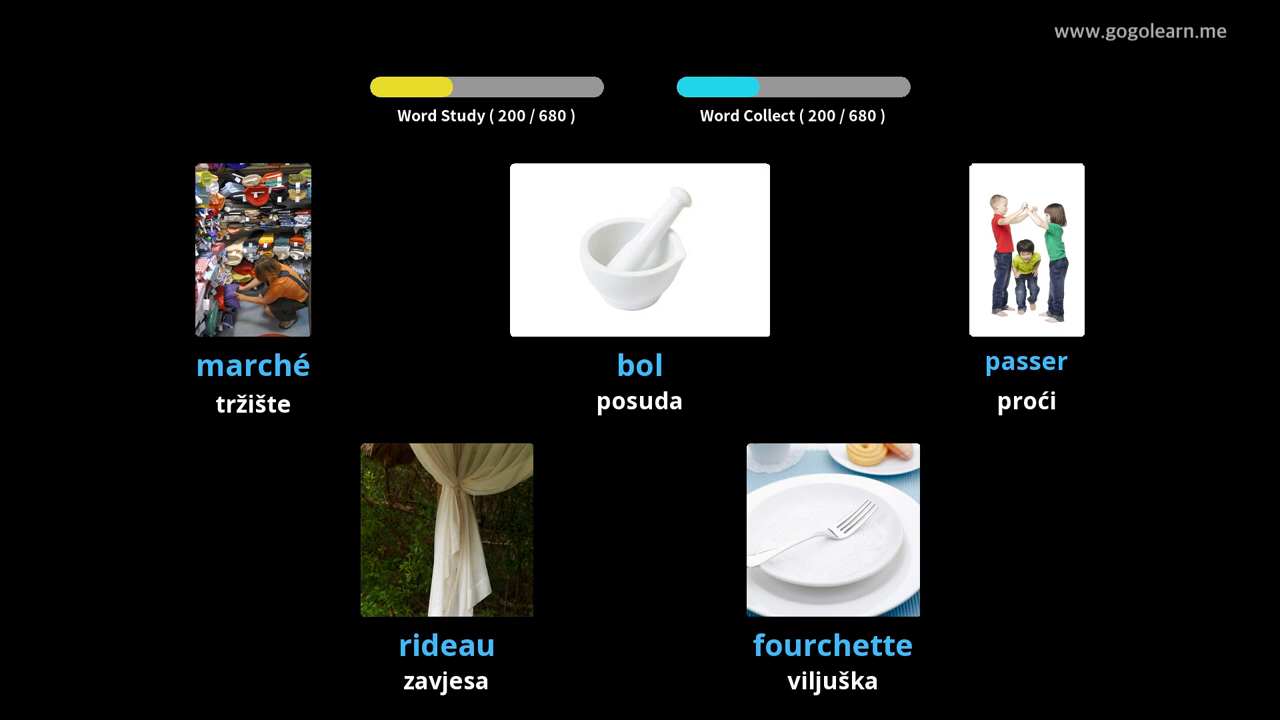 www.gogolearn.me
Word Study ( 200 / 680 )
Word Collect ( 200 / 680 )
marché
bol
passer
tržište
posuda
proći
rideau
fourchette
zavjesa
viljuška